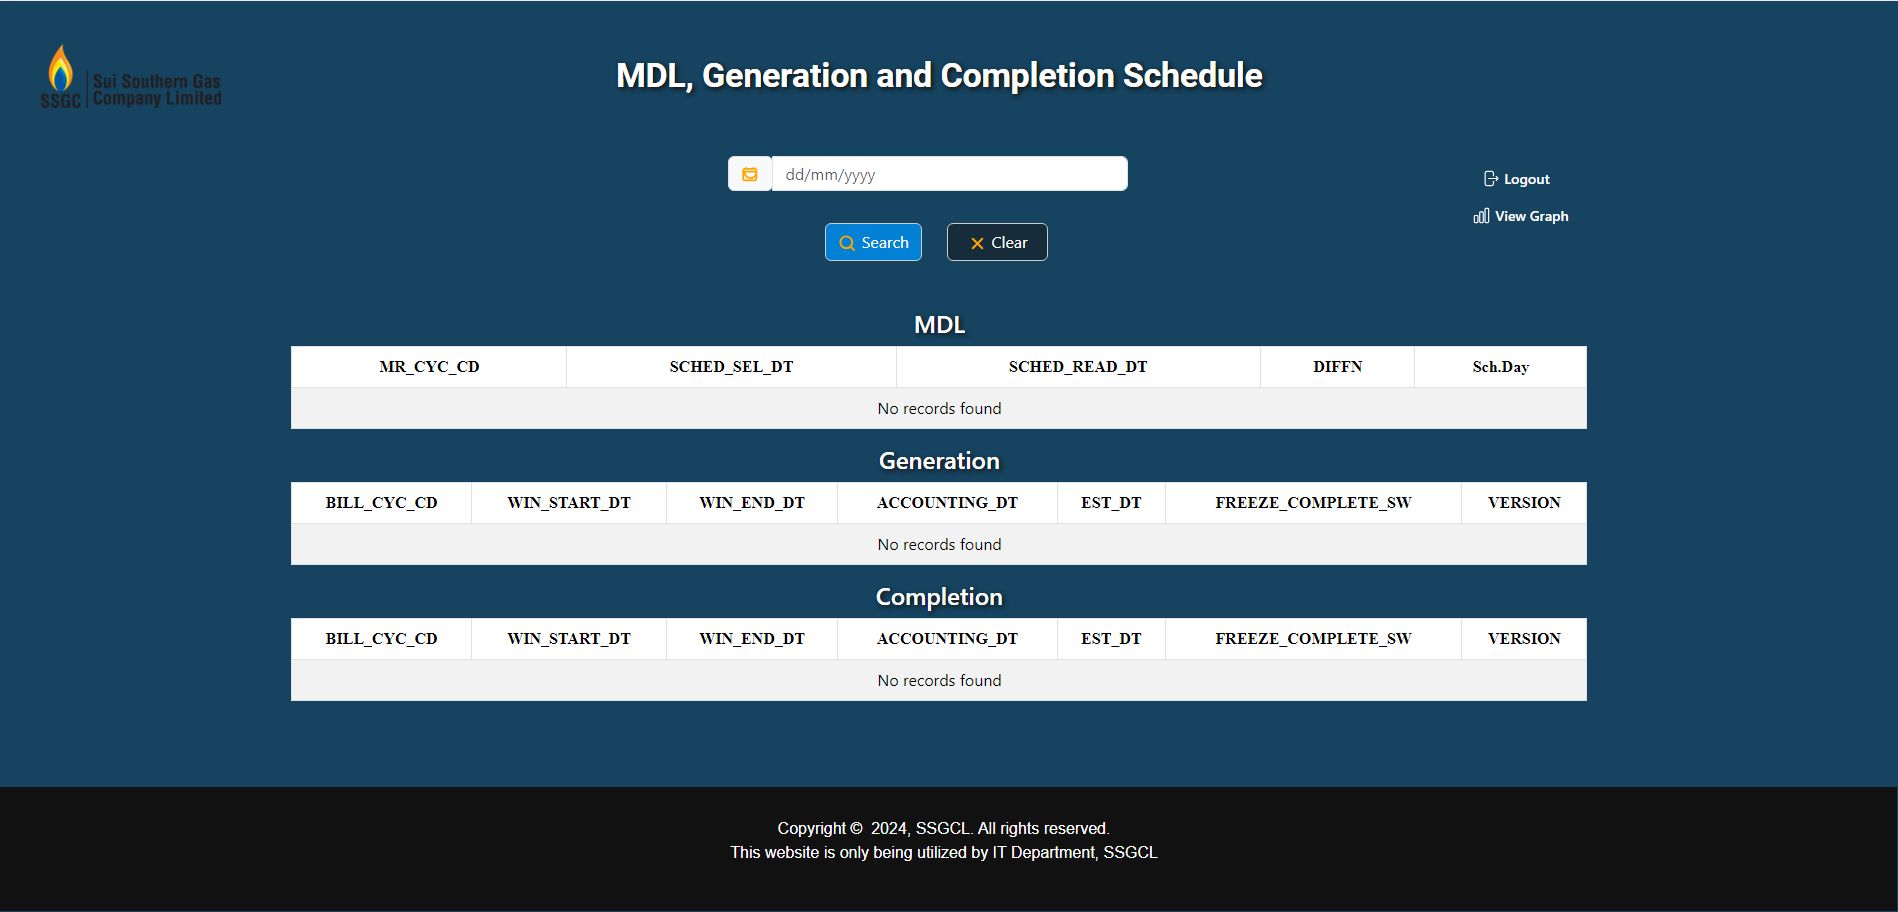 SSGC
Sui Southern Gas
Company Limited
MDL, Generation and Completion Schedule
dd/mm/yyyy
Logout
View Graph
Search
Clear
MDL
MR_CYC_CD SCHED_SEL_DT SCHED_READ_DT DIFFN Sch.Day
No records found
Generation
BILL_CYC_CD WIN_START_DT WIN_END_DT ACCOUNTING_DT EST_DT FREEZE_COMPLETE_SW VERSION
No records found
Completion
BILL_CYC_CD WIN_START_DT WIN_END_DT ACCOUNTING_DT EST_DT FREEZE_COMPLETE_SW VERSION
No records found
Copyright © 2024, SSGCL. All rights reserved.
This website is only being utilized by IT Department, SSGCL